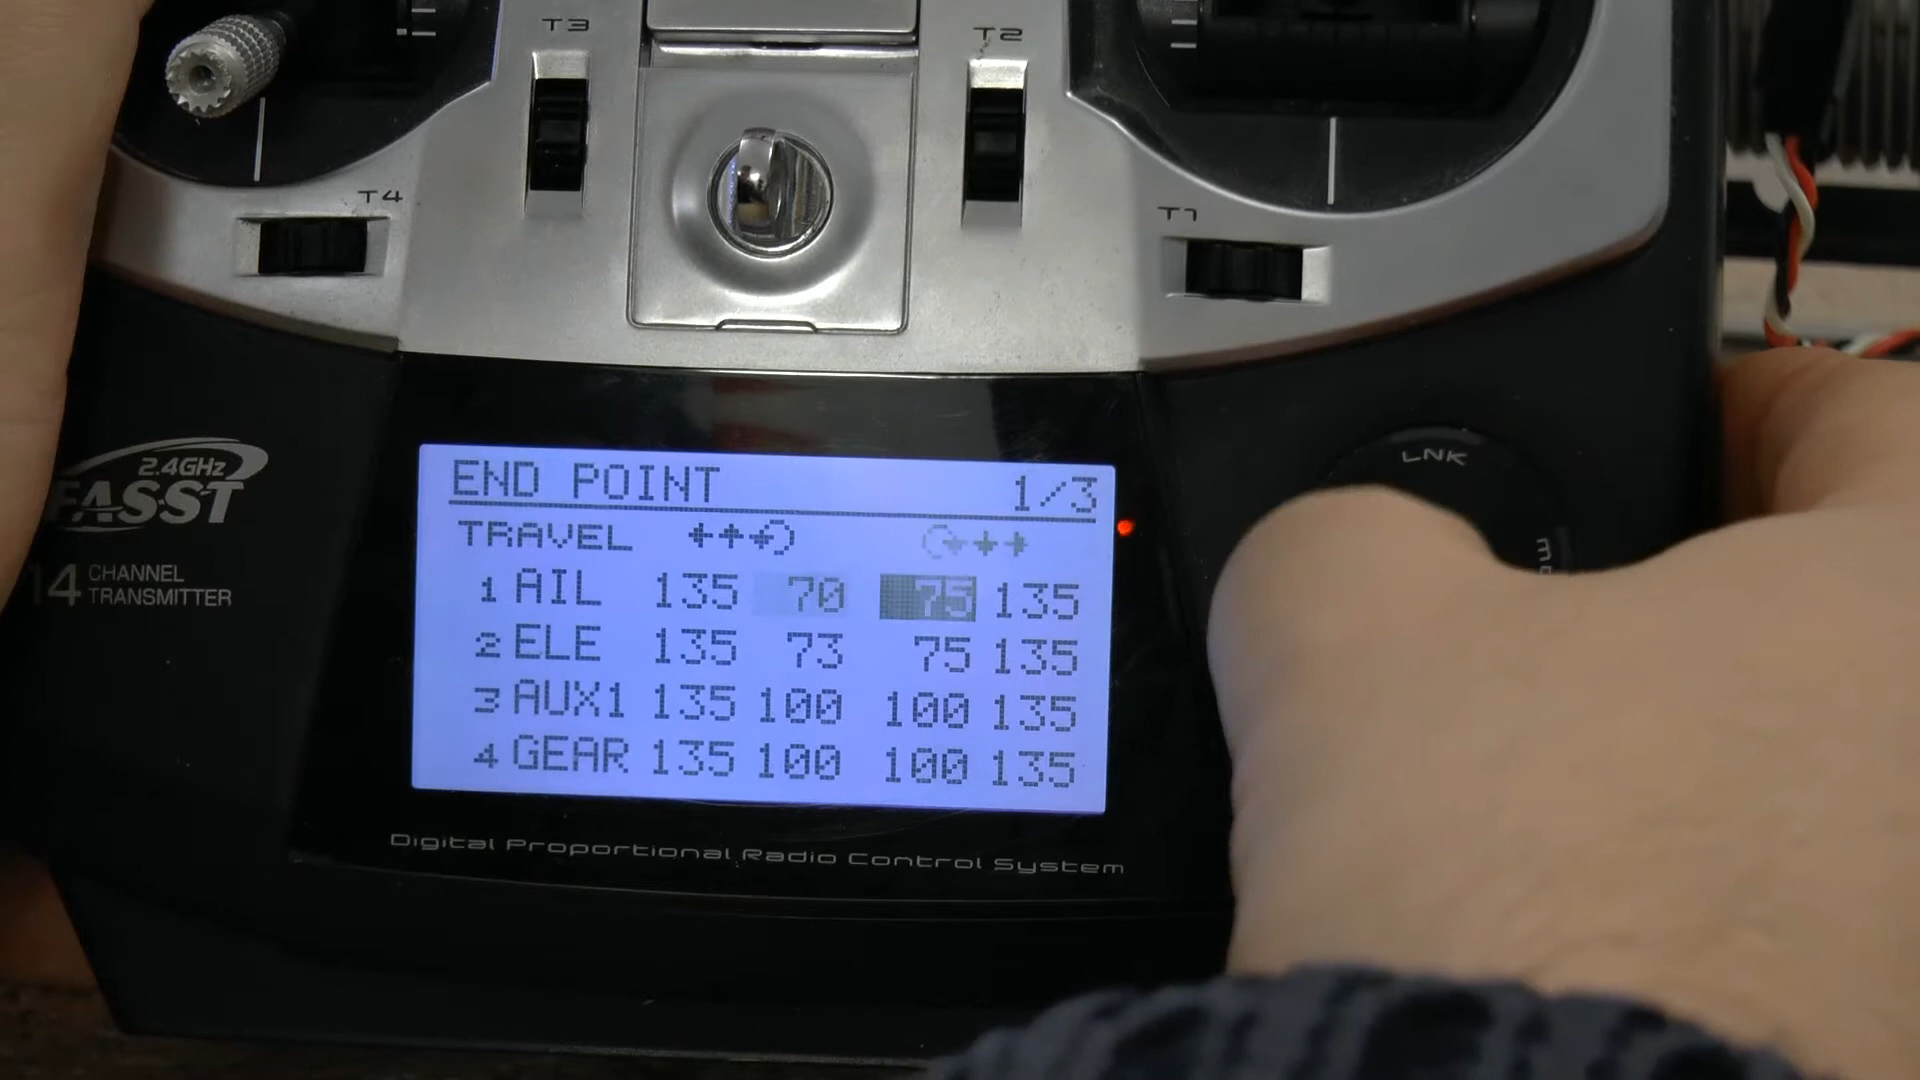 T3
T2
T4
T1
2.4GHz
FASST
14 CHANNEL
TRANSMITTER
LNK
END POINT 1/3
TRAVEL
1 AIL 135 70 75 135
2 ELE 135 73 75 135
3 AUX1 135 100 100 135
4 GEAR 135 100 100 135
Digital Proportional Radio Control System